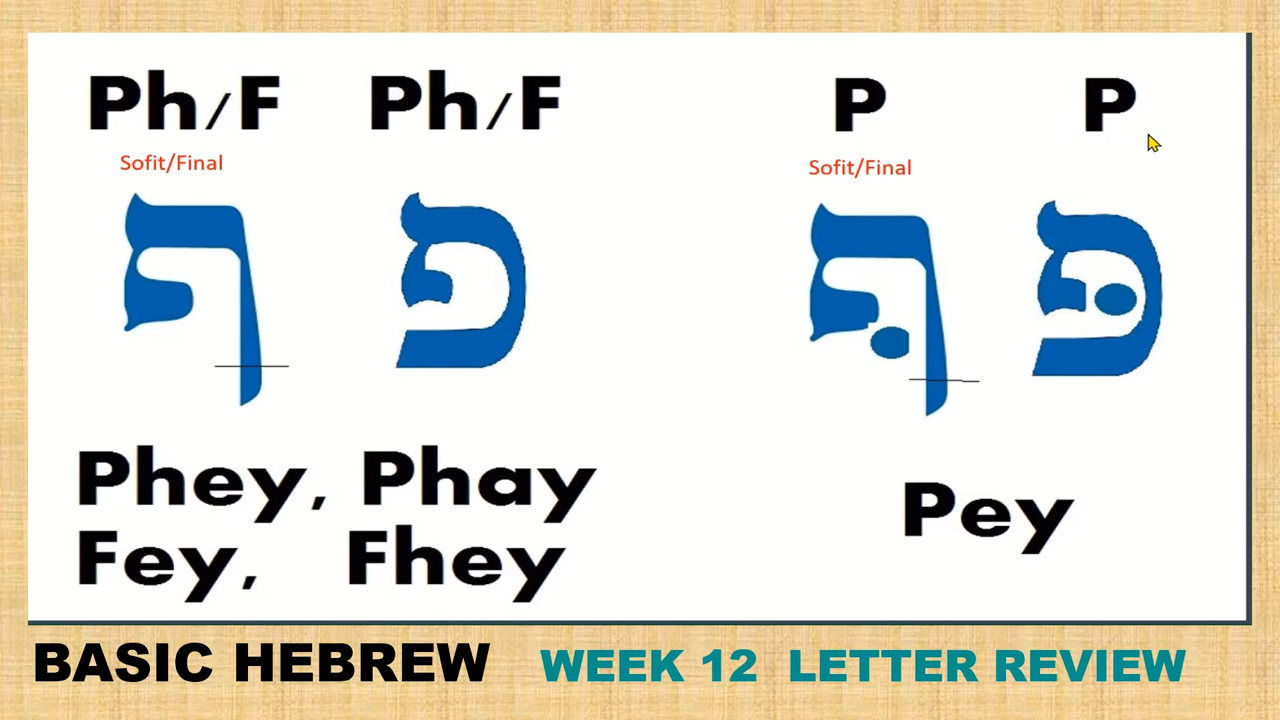 Ph/F Ph/F P P
Sofit/Final Sofit/Final
ף פ ףּ פּ
Phey, Phay
Fey, Fhey
Pey
BASIC HEBREW WEEK 12 LETTER REVIEW